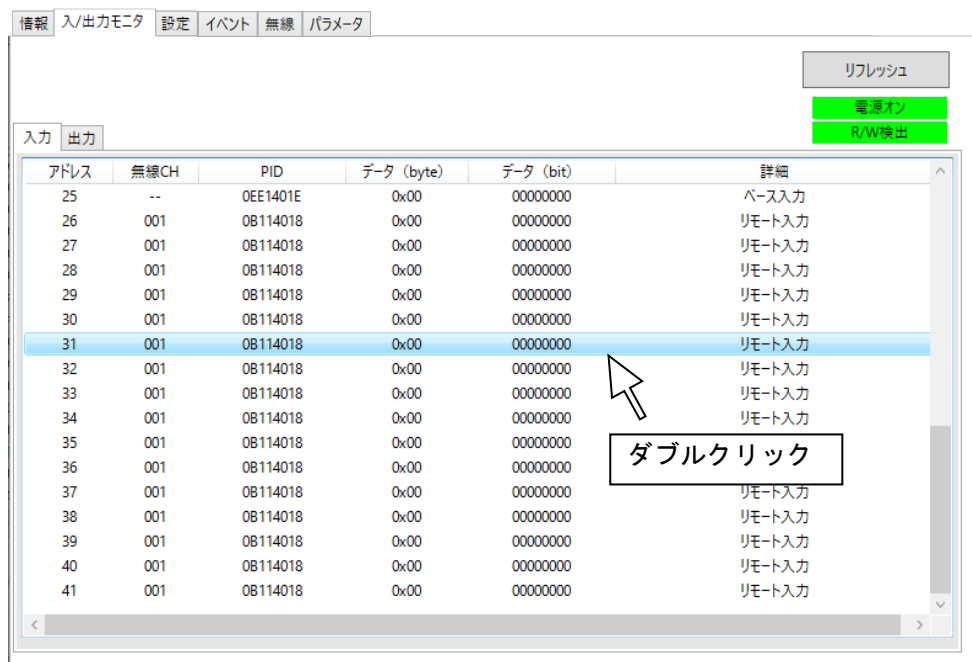 情報 入/出力モニタ 設定 イベント 無線 パラメータ
リフレッシュ
電源オン
R/W検出
入力 出力
アドレス 無線CH PID データ (byte) データ (bit) 詳細
25 -- 0EE1401E 0x00 00000000 ベース入力
26 001 0B114018 0x00 00000000 リモート入力
27 001 0B114018 0x00 00000000 リモート入力
28 001 0B114018 0x00 00000000 リモート入力
29 001 0B114018 0x00 00000000 リモート入力
30 001 0B114018 0x00 00000000 リモート入力
31 001 0B114018 0x00 00000000 リモート入力
32 001 0B114018 0x00 00000000 リモート入力
33 001 0B114018 0x00 00000000 リモート入力
34 001 0B114018 0x00 00000000 リモート入力
35 001 0B114018 0x00 00000000
ダブルクリック
36 001 0B114018 0x00 00000000
37 001 0B114018 0x00 00000000 リモート入力
38 001 0B114018 0x00 00000000 リモート入力
39 001 0B114018 0x00 00000000 リモート入力
40 001 0B114018 0x00 00000000 リモート入力
41 001 0B114018 0x00 00000000 リモート入力